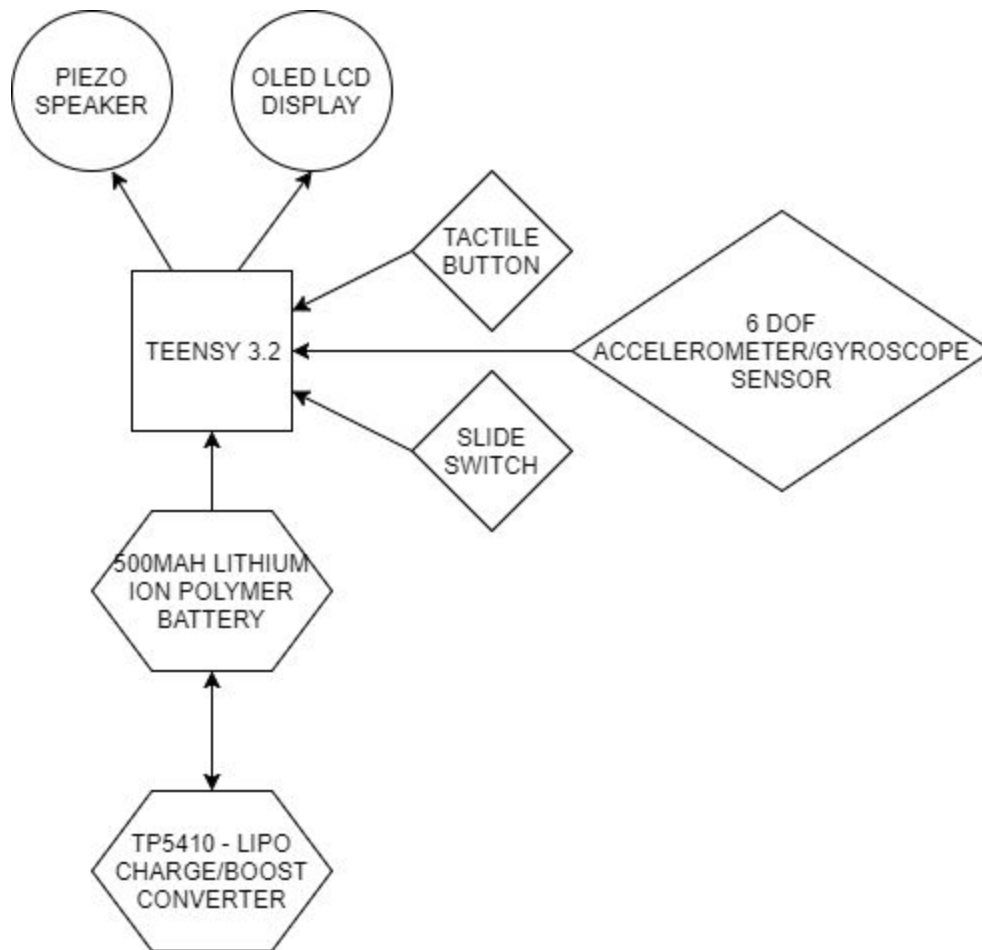 PIEZO
SPEAKER
OLED LCD
DISPLAY
TACTILE
BUTTON
TEENSY 3.2
6 DOF
ACCELEROMETER/GYROSCOPE
SENSOR
SLIDE
SWITCH
500MAH LITHIUM
ION POLYMER
BATTERY
TP5410 - LIPO
CHARGE/BOOST
CONVERTER